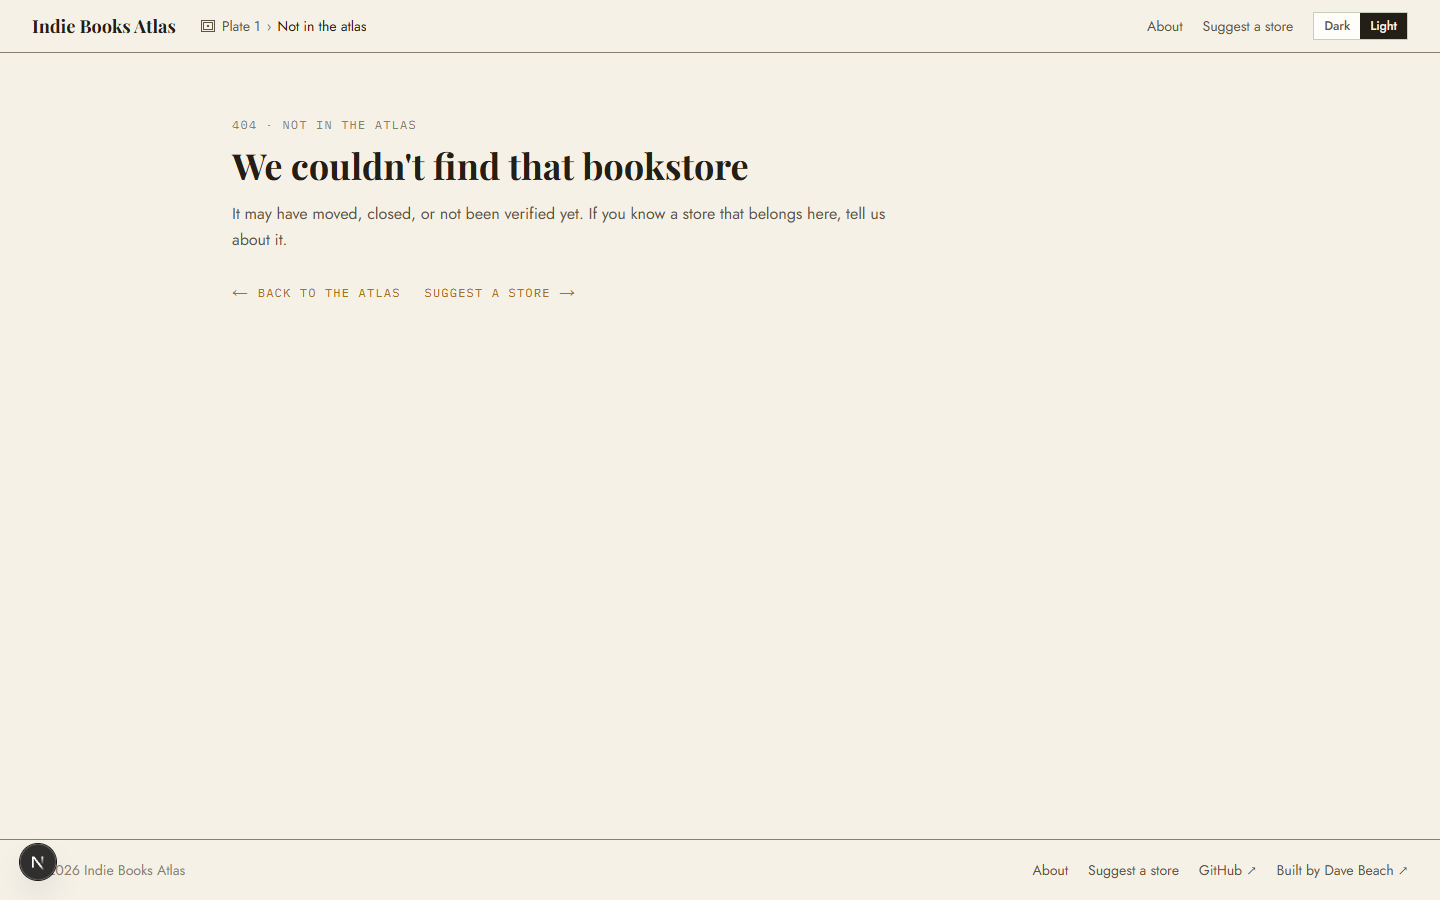 Indie Books Atlas
Plate 1 › Not in the atlas
About
Suggest a store
Dark
Light
404 · NOT IN THE ATLAS
We couldn't find that bookstore
It may have moved, closed, or not been verified yet. If you know a store that belongs here, tell us
about it.
← BACK TO THE ATLAS
SUGGEST A STORE →
N
026 Indie Books Atlas
About
Suggest a store
GitHub ↗
Built by Dave Beach ↗